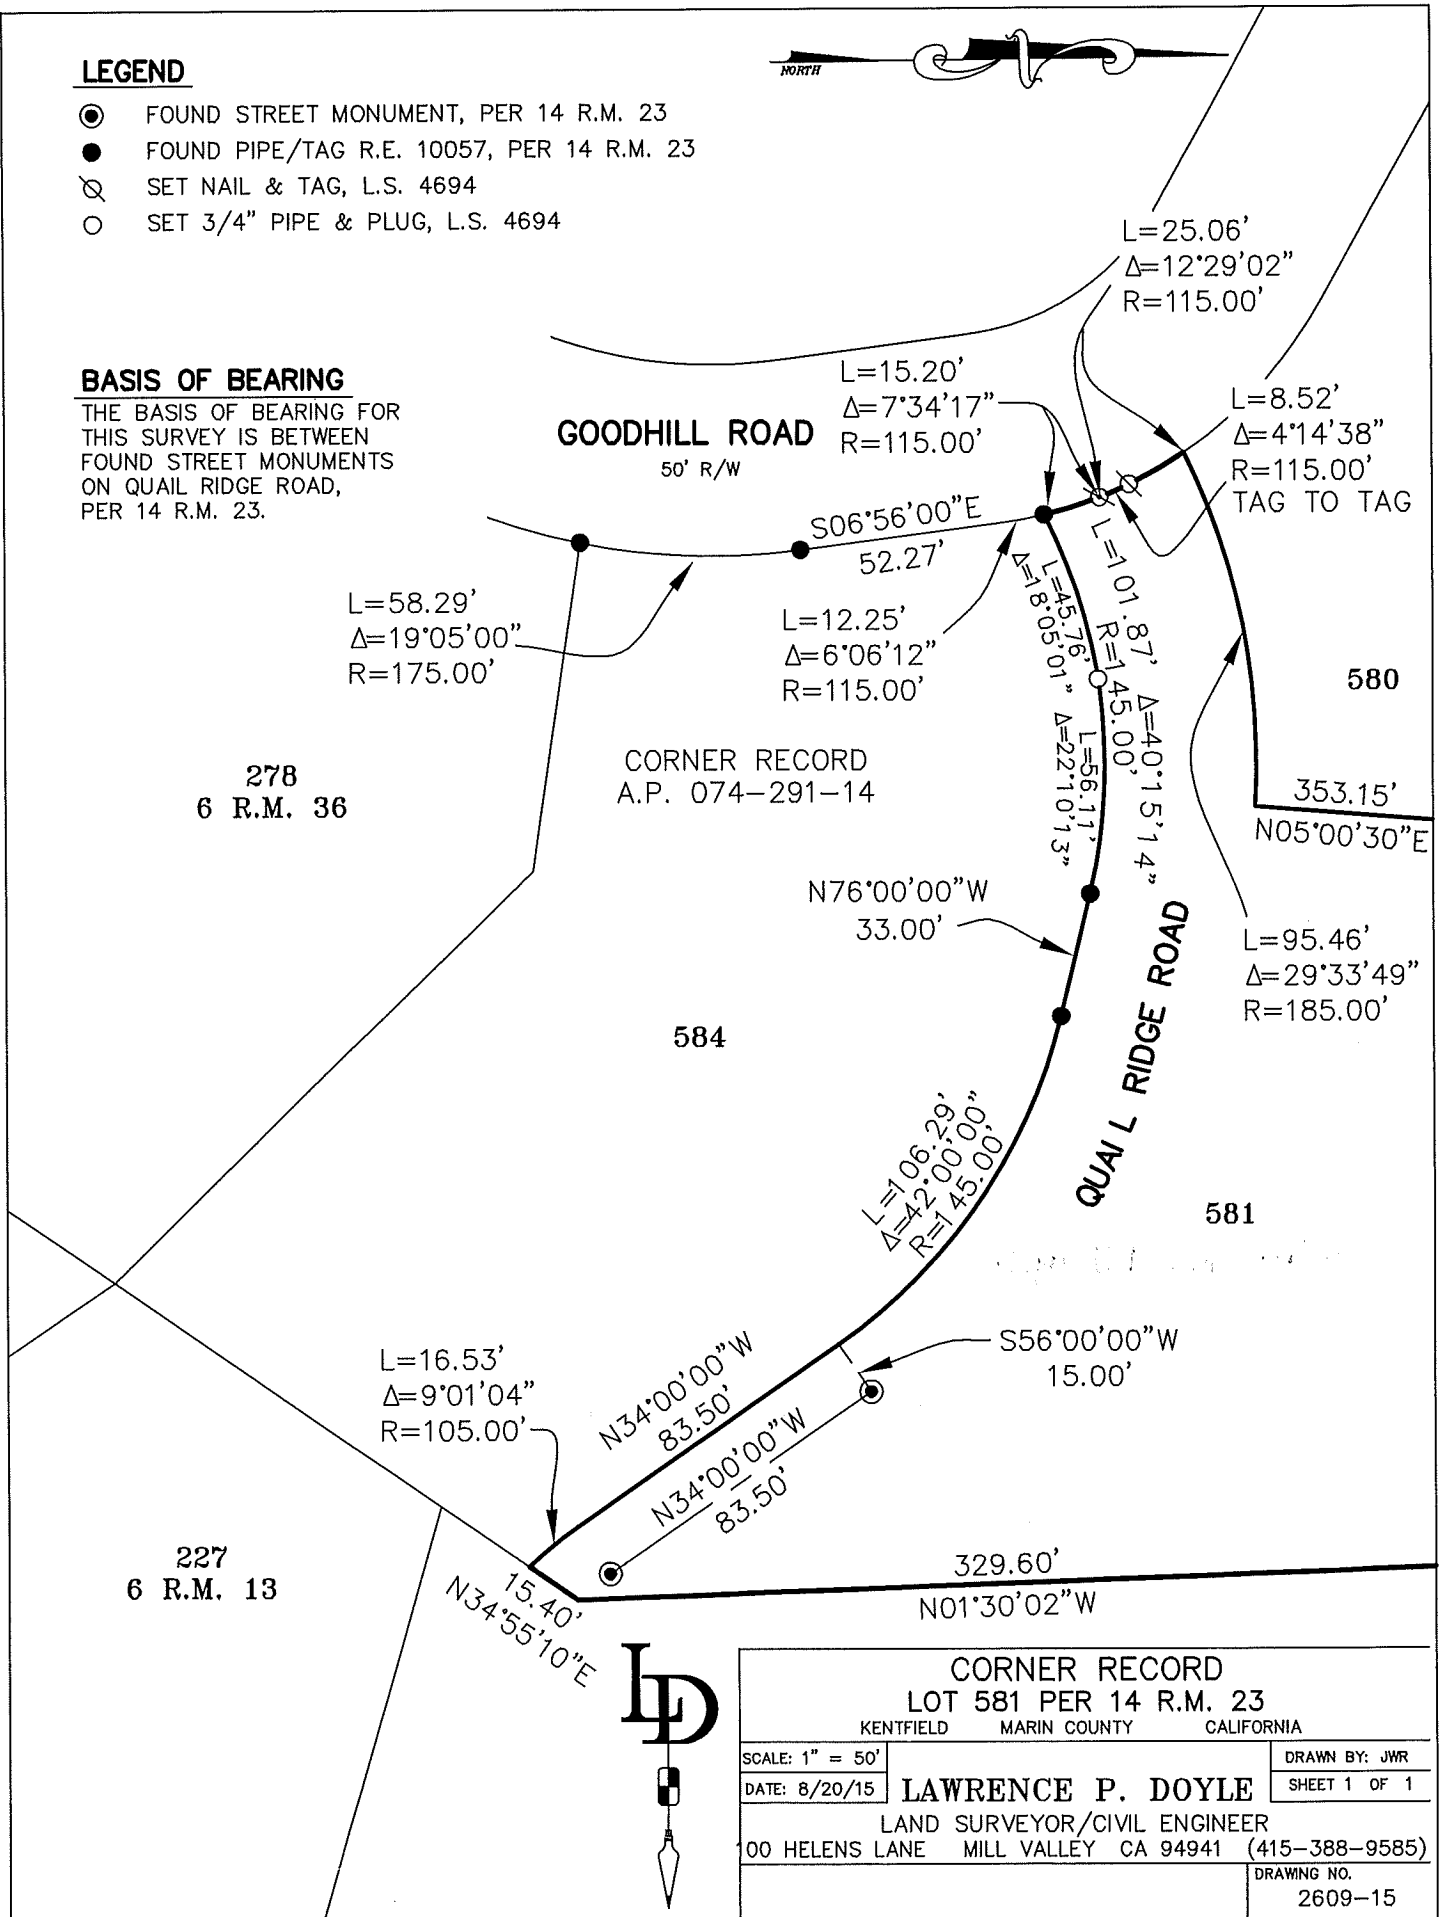 NORTH
LEGEND
FOUND STREET MONUMENT, PER 14 R.M. 23
FOUND PIPE/TAG R.E. 10057, PER 14 R.M. 23
SET NAIL & TAG, L.S. 4694
SET 3/4" PIPE & PLUG, L.S. 4694
BASIS OF BEARING
THE BASIS OF BEARING FOR
THIS SURVEY IS BETWEEN
FOUND STREET MONUMENTS
ON QUAIL RIDGE ROAD,
PER 14 R.M. 23.
L=25.06'
Δ=12°29'02"
R=115.00'
L=15.20'
Δ=7°34'17"
R=115.00'
L=8.52'
Δ=4°14'38"
R=115.00'
TAG TO TAG
GOODHILL ROAD
50' R/W
S06°56'00"E
52.27'
L=58.29'
Δ=19°05'00"
R=175.00'
L=12.25'
Δ=6°06'12"
R=115.00'
L=45.76'
Δ=18°05'01"
L=101.87' Δ=40°15'14"
R=145.00'
L=56.11'
Δ=22°10'13"
580
353.15'
N05°00'30"E
278
6 R.M. 36
CORNER RECORD
A.P. 074-291-14
N76°00'00"W
33.00'
L=95.46'
Δ=29°33'49"
R=185.00'
QUAIL RIDGE ROAD
584
L=106.29'
Δ=42°00'00"
R=145.00'
581
S56°00'00"W
15.00'
L=16.53'
Δ=9°01'04"
R=105.00'
N34°00'00"W
83.50'
N34°00'00"W
83.50'
227
6 R.M. 13
15.40'
N34°55'10"E
329.60'
N01°30'02"W
LD
CORNER RECORD
LOT 581 PER 14 R.M. 23
KENTFIELD MARIN COUNTY CALIFORNIA
SCALE: 1" = 50'
DATE: 8/20/15
LAWRENCE P. DOYLE
DRAWN BY: JWR
SHEET 1 OF 1
LAND SURVEYOR/CIVIL ENGINEER
100 HELENS LANE MILL VALLEY CA 94941 (415-388-9585)
DRAWING NO.
2609-15